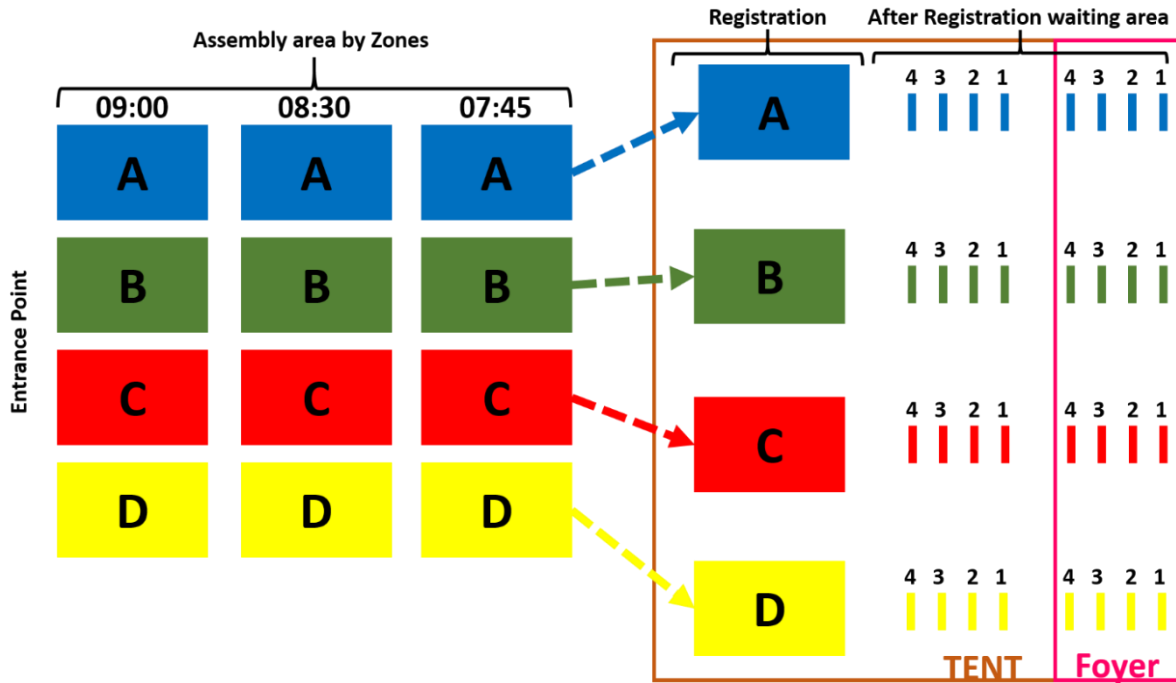 Registration
After Registration waiting area
Assembly area by Zones
09:00 08:30 07:45
4 3 2 1 4 3 2 1
A A A A
Entrance Point
B B B B
4 3 2 1 4 3 2 1
C C C C
4 3 2 1 4 3 2 1
D D D D
4 3 2 1 4 3 2 1
TENT Foyer